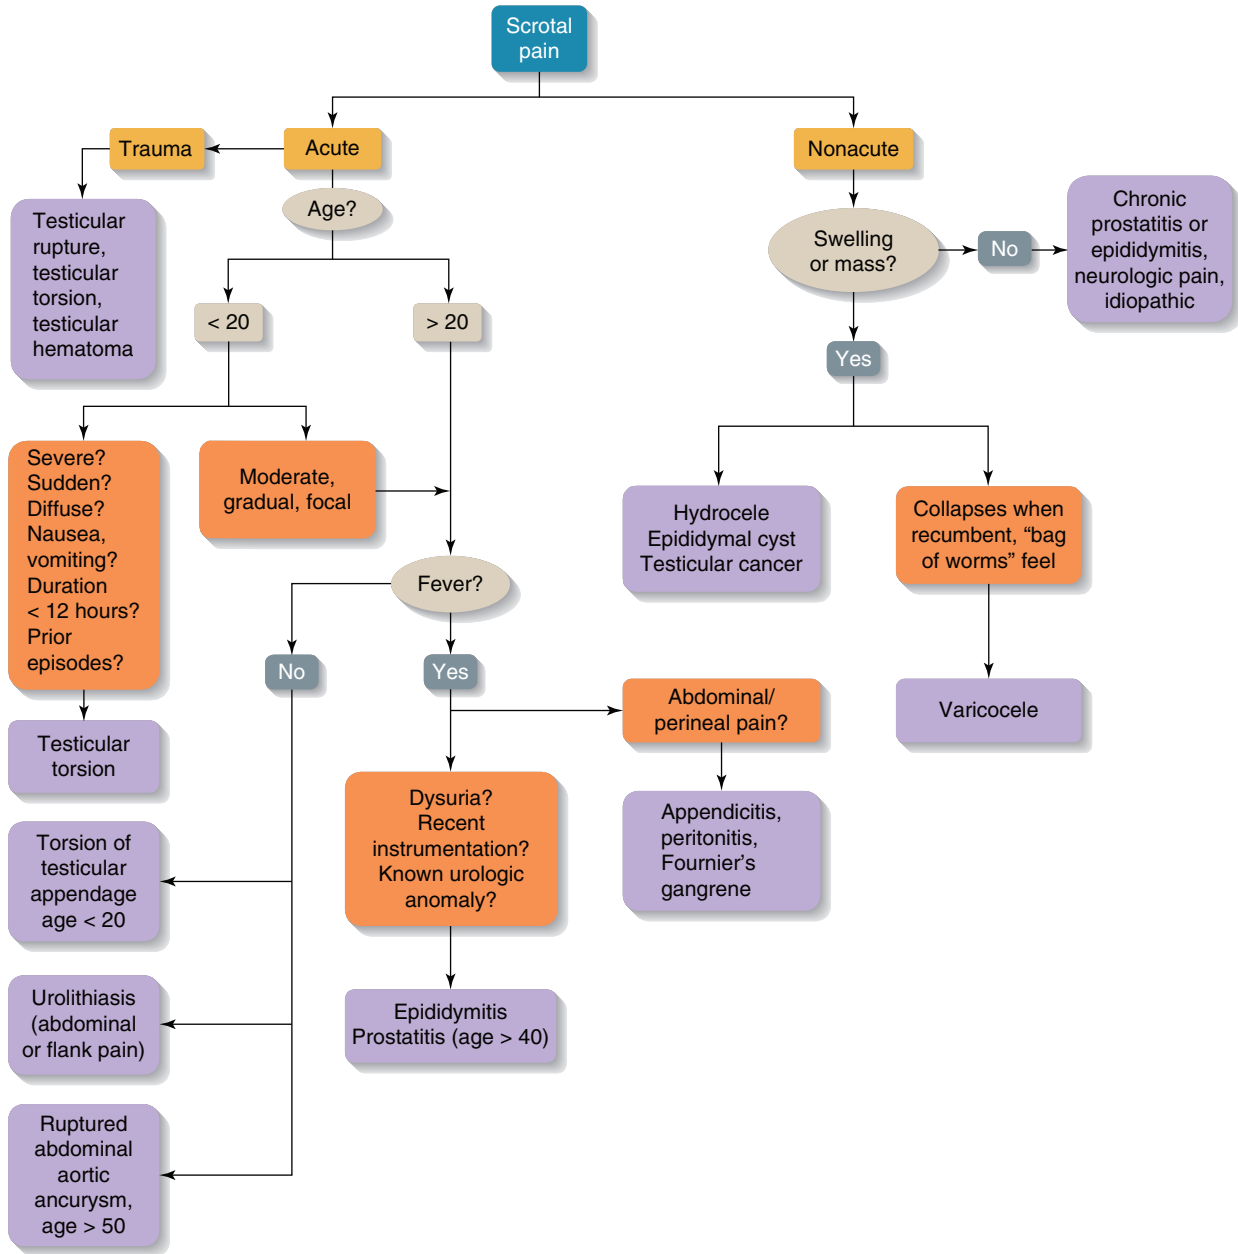 Scrotal
pain
Trauma
Acute
Nonacute
Testicular
rupture,
testicular
torsion,
testicular
hematoma
Age?
Swelling
or mass?
No
Chronic
prostatitis or
epididymitis,
neurologic pain,
idiopathic
< 20
> 20
Yes
Severe?
Sudden?
Diffuse?
Nausea,
vomiting?
Duration
< 12 hours?
Prior
episodes?
Moderate,
gradual, focal
Hydrocele
Epididymal cyst
Testicular cancer
Collapses when
recumbent, “bag
of worms” feel
Fever?
No
Yes
Abdominal/
perineal pain?
Varicocele
Testicular
torsion
Dysuria?
Recent
instrumentation?
Known urologic
anomaly?
Appendicitis,
peritonitis,
Fournier’s
gangrene
Torsion of
testicular
appendage
age < 20
Urolithiasis
(abdominal
or flank pain)
Epididymitis
Prostatitis (age > 40)
Ruptured
abdominal
aortic
ancurysm,
age > 50